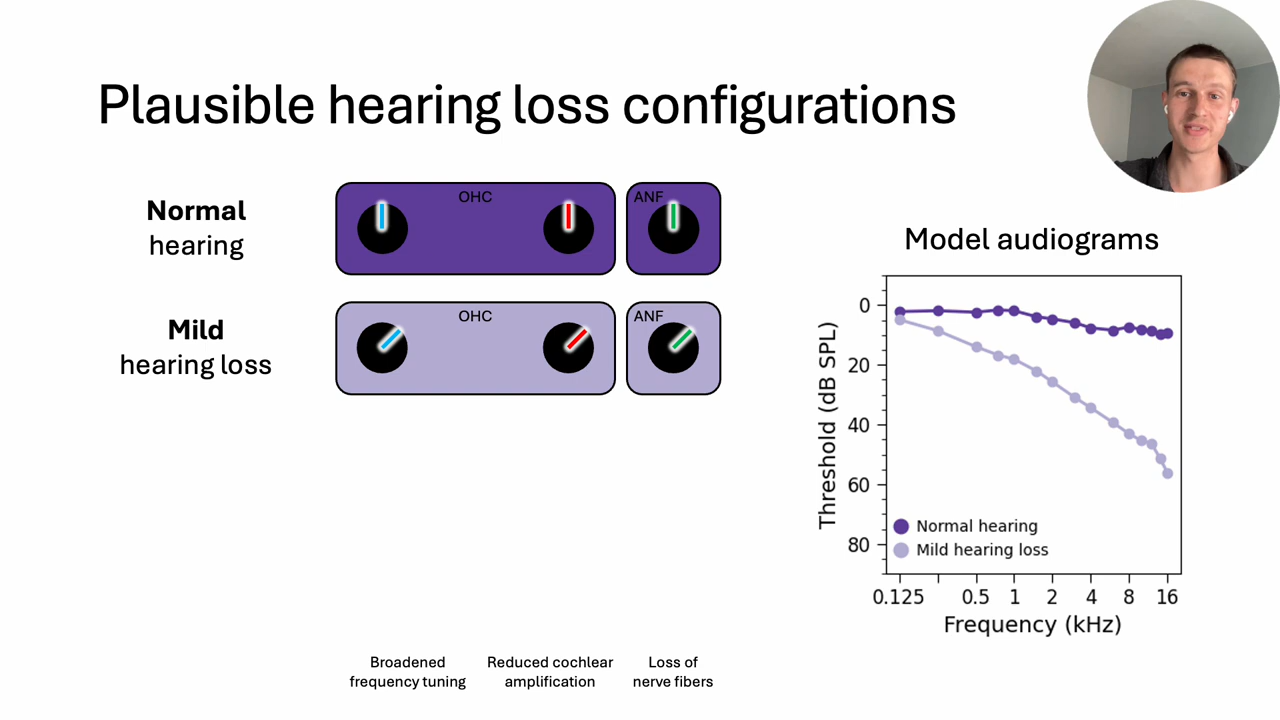 Plausible hearing loss configurations
Normal
hearing
OHC
ANF
Mild
hearing loss
OHC
ANF
Broadened
frequency tuning
Reduced cochlear
amplification
Loss of
nerve fibers
Model audiograms
Threshold (dB SPL)
0
20
40
60
80
Normal hearing
Mild hearing loss
0.125 0.5 1 2 4 8 16
Frequency (kHz)